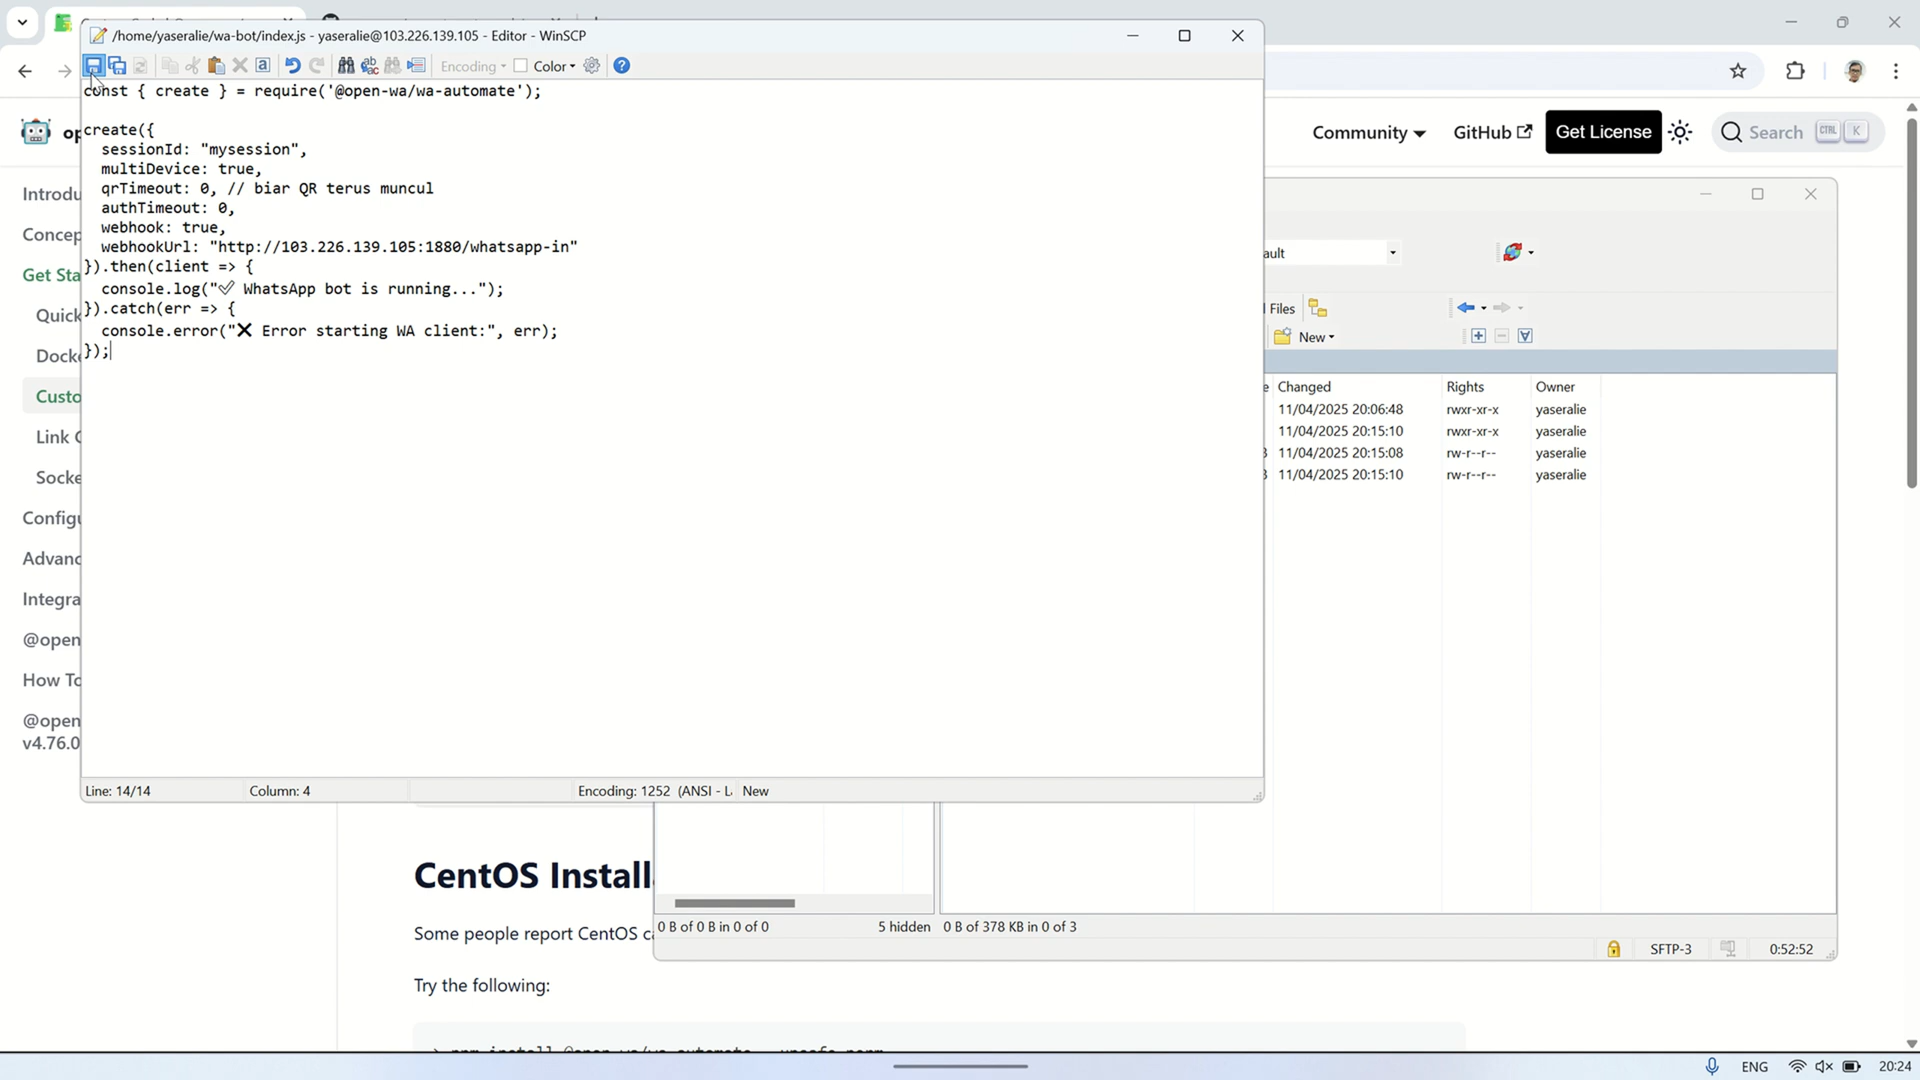 /home/yaseralie/wa-bot/index.js - yaseralie@103.226.139.105 - Editor - WinSCP
Encoding
Color
const { create } = require('@open-wa/wa-automate');
create({
sessionId: "mysession",
multiDevice: true,
qrTimeout: 0, // biar QR terus muncul
authTimeout: 0,
webhook: true,
webhookUrl: "http://103.226.139.105:1880/whatsapp-in"
}).then(client => {
console.log("✅ WhatsApp bot is running...");
}).catch(err => {
console.error("❌ Error starting WA client:", err);
});
Line: 14/14
Column: 4
Encoding: 1252 (ANSI - L
New
Community
GitHub
Get License
Search
CTRL
K
op
Introdu
Concep
Get Sta
Quick
Docke
Custo
Link
Socke
Configu
Advanc
Integra
@open
How To
@open
v4.76.0
ault
Files
New
Changed
Rights
Owner
11/04/2025 20:06:48
rwxr-xr-x
yaseralie
11/04/2025 20:15:10
rwxr-xr-x
yaseralie
11/04/2025 20:15:08
rw-r--r--
yaseralie
11/04/2025 20:15:10
rw-r--r--
yaseralie
0 B of 0 B in 0 of 0
5 hidden
0 B of 378 KB in 0 of 3
SFTP-3
0:52:52
CentOS Install
Some people report CentOS ca
Try the following:
ENG
20:24